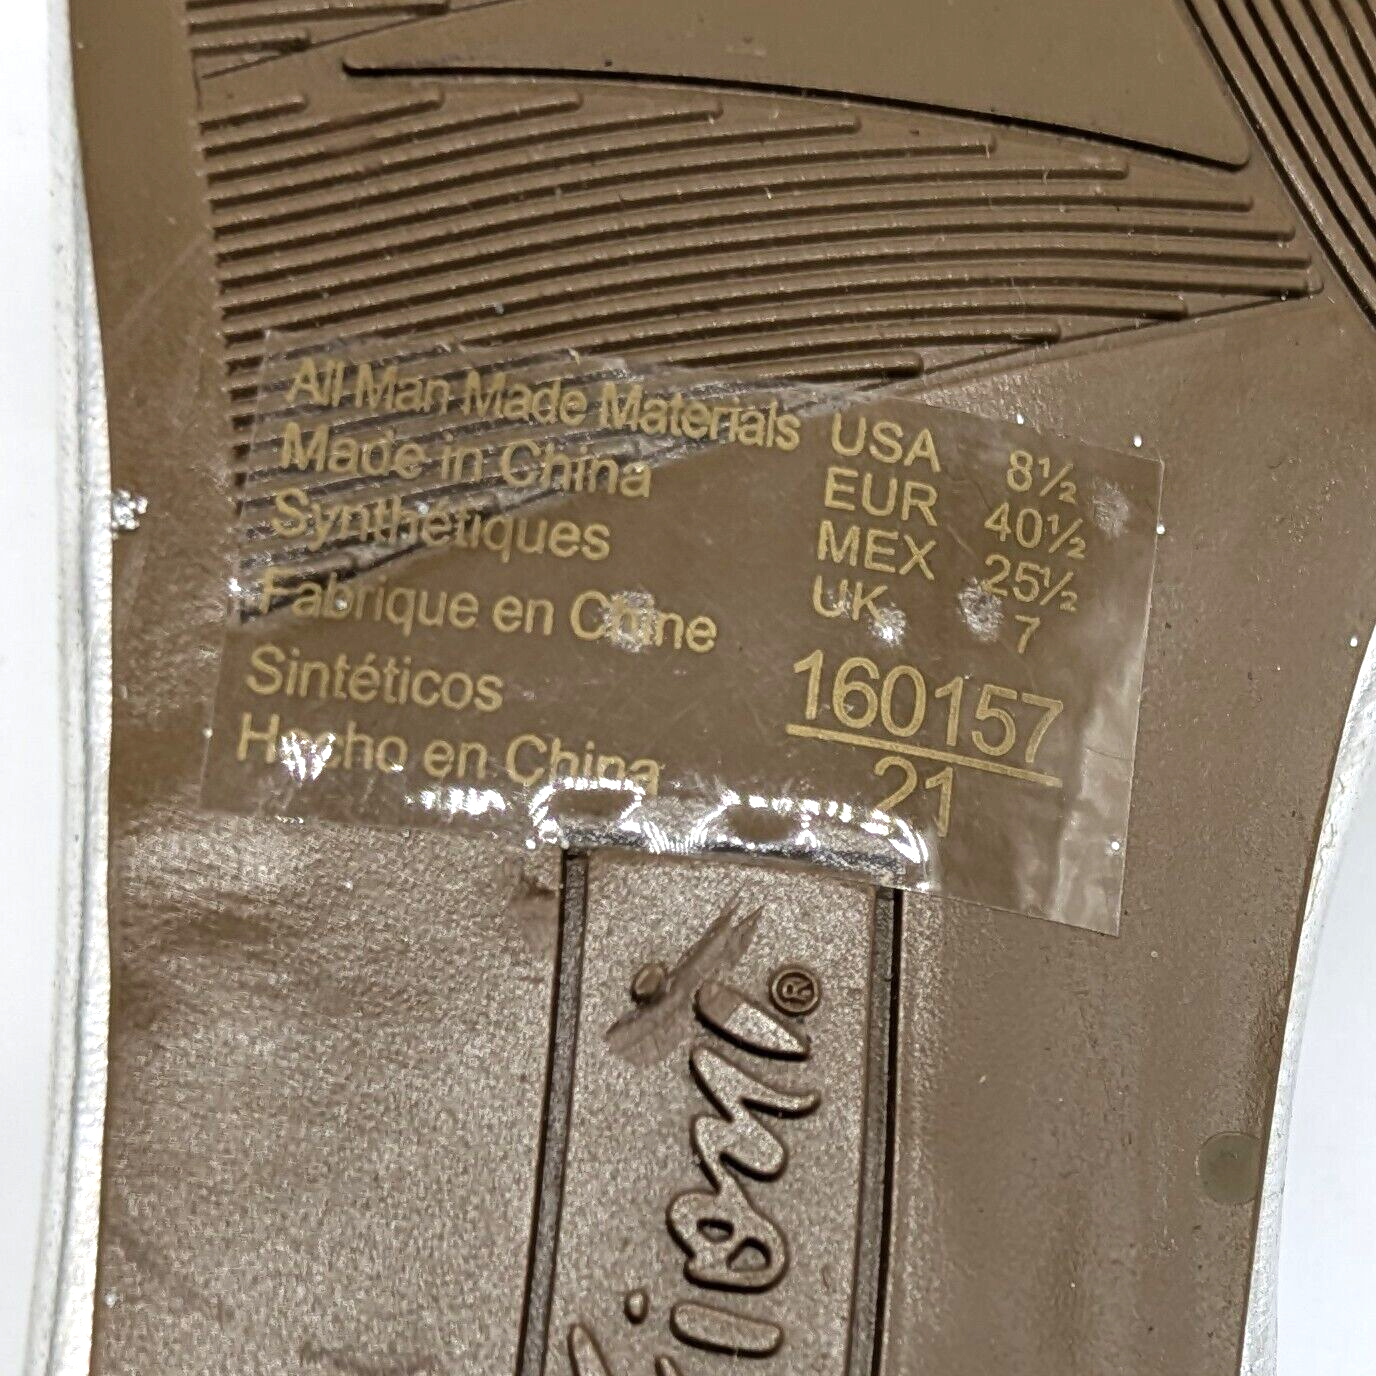 All Man Made Materials
Made in China
Synthétiques
Fabrique en Chine
Sintéticos
Hecho en China
USA 8½
EUR 40½
MEX 25½
UK 7
160157
21
®